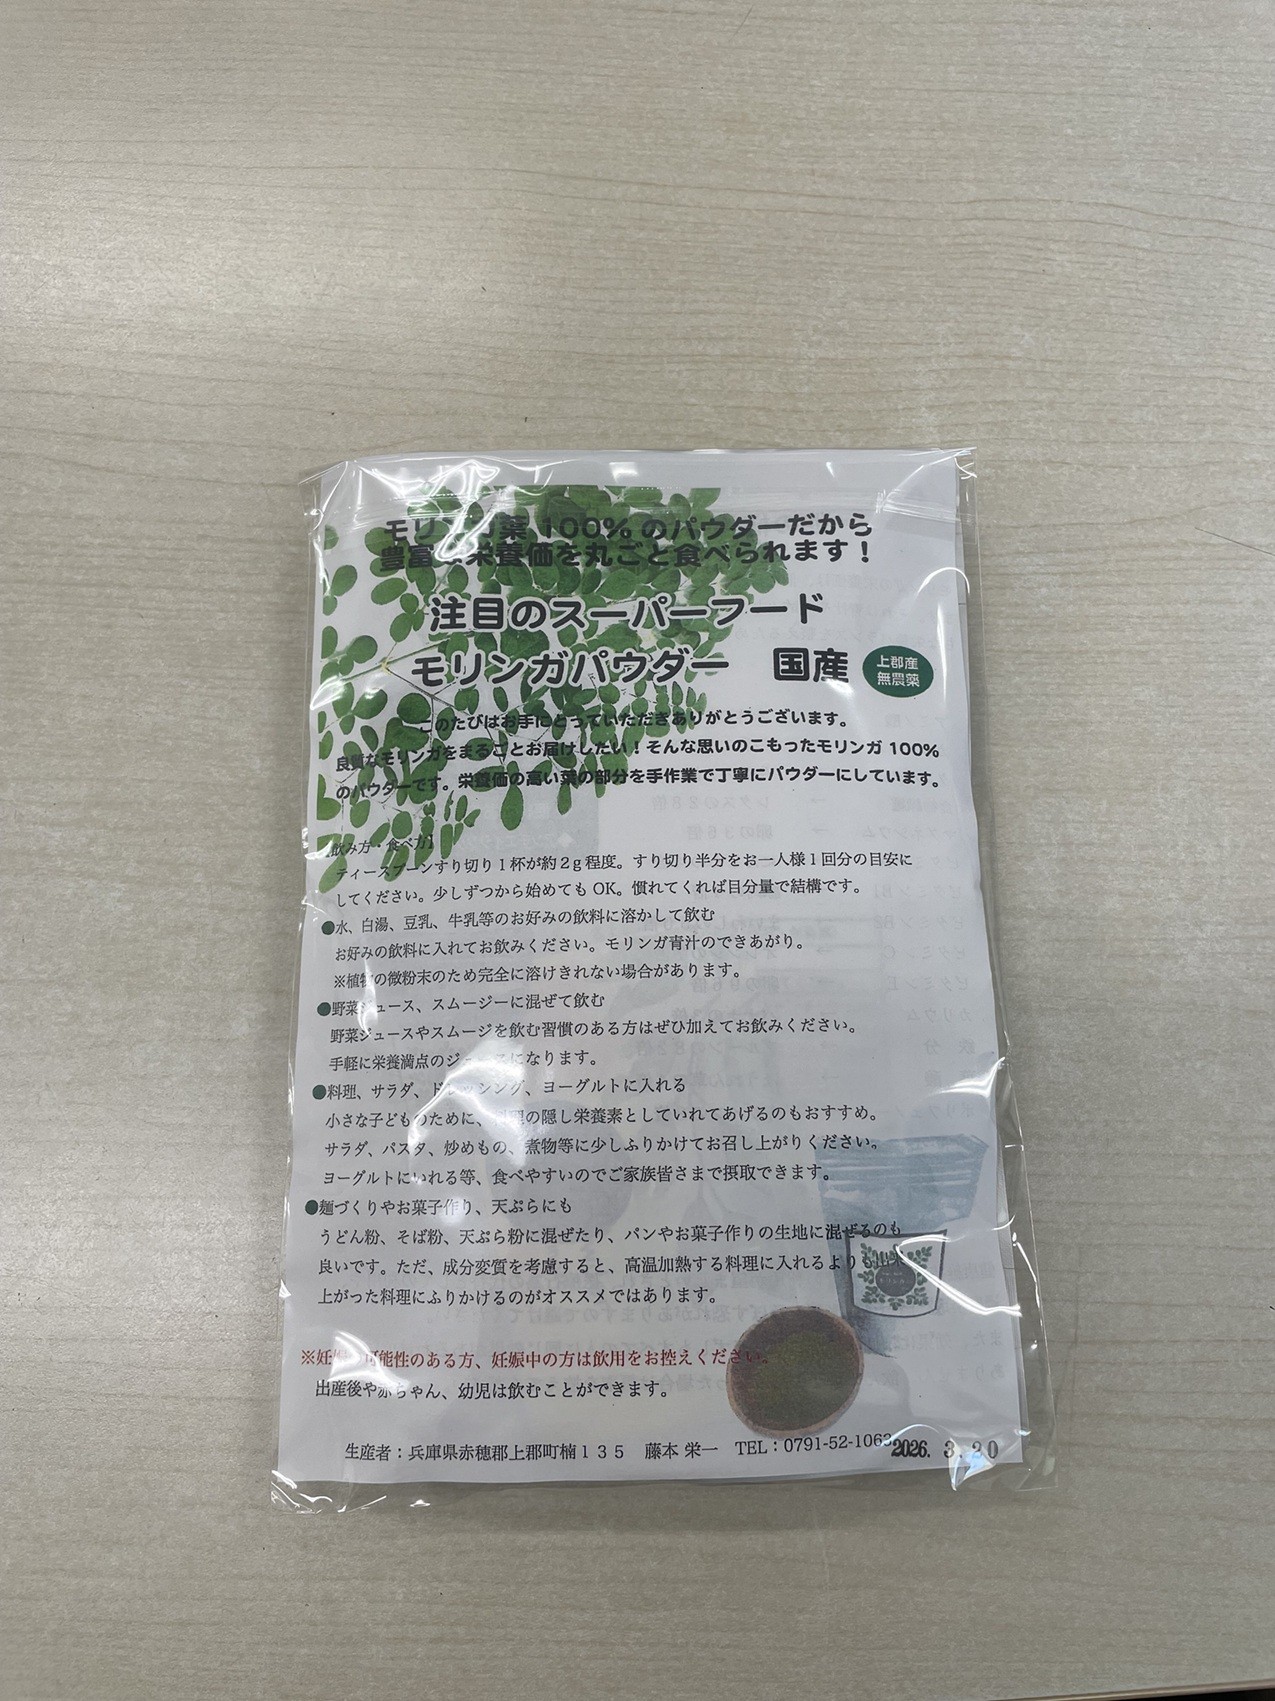 モリンガ葉 100% のパウダーだから
豊富な栄養価を丸ごと食べられます！
注目のスーパーフード
モリンガパウダー 国産
上郡産
無農薬
このたびはお手にとっていただきありがとうございます。
良質なモリンガをまるごとお届けしたい！そんな思いのこもったモリンガ 100%
のパウダーです。栄養価の高い葉の部分を手作業で丁寧にパウダーにしています。
【飲み方・食べ方】
ティースプーンすり切り１杯が約２g 程度。すり切り半分をお一人様１回分の目安に
してください。少しずつから始めても OK。慣れてくれば目分量で結構です。
●水、白湯、豆乳、牛乳等のお好みの飲料に溶かして飲む
お好みの飲料に入れてお飲みください。モリンガ青汁のできあがり。
※植物の微粉末のため完全に溶けきれない場合があります。
●野菜ジュース、スムージーに混ぜて飲む
野菜ジュースやスムージを飲む習慣のある方はぜひ加えてお飲みください。
手軽に栄養満点のジュースになります。
●料理、サラダ、ドレッシング、ヨーグルトに入れる
小さな子どものために、料理の隠し栄養素としていれてあげるのもおすすめ。
サラダ、パスタ、炒めもの、煮物等に少しふりかけてお召し上がりください。
ヨーグルトにいれる等、食べやすいのでご家族皆さまで摂取できます。
●麺づくりやお菓子作り、天ぷらにも
うどん粉、そば粉、天ぷら粉に混ぜたり、パンやお菓子作りの生地に混ぜるのも
良いです。ただ、成分変質を考慮すると、高温加熱する料理に入れるよりも出来
上がった料理にふりかけるのがオススメではあります。
※妊娠の可能性のある方、妊娠中の方は飲用をお控えください。
出産後や赤ちゃん、幼児は飲むことができます。
生産者：兵庫県赤穂郡上郡町楠１３５ 藤本 栄一 TEL：0791-52-1063
2026. 3. 20